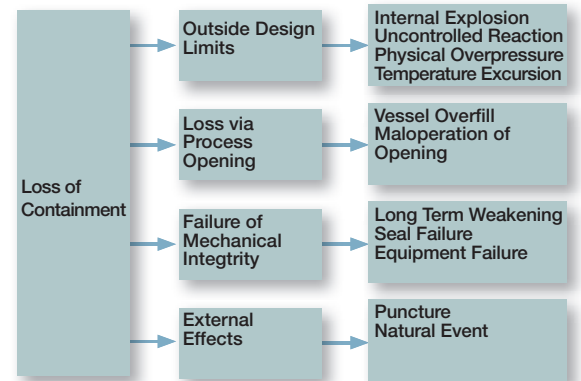 Loss of
Containment
Outside Design
Limits
Internal Explosion
Uncontrolled Reaction
Physical Overpressure
Temperature Excursion
Loss via
Process
Opening
Vessel Overfill
Maloperation of
Opening
Failure of
Mechanical
Integtrity
Long Term Weakening
Seal Failure
Equipment Failure
External
Effects
Puncture
Natural Event